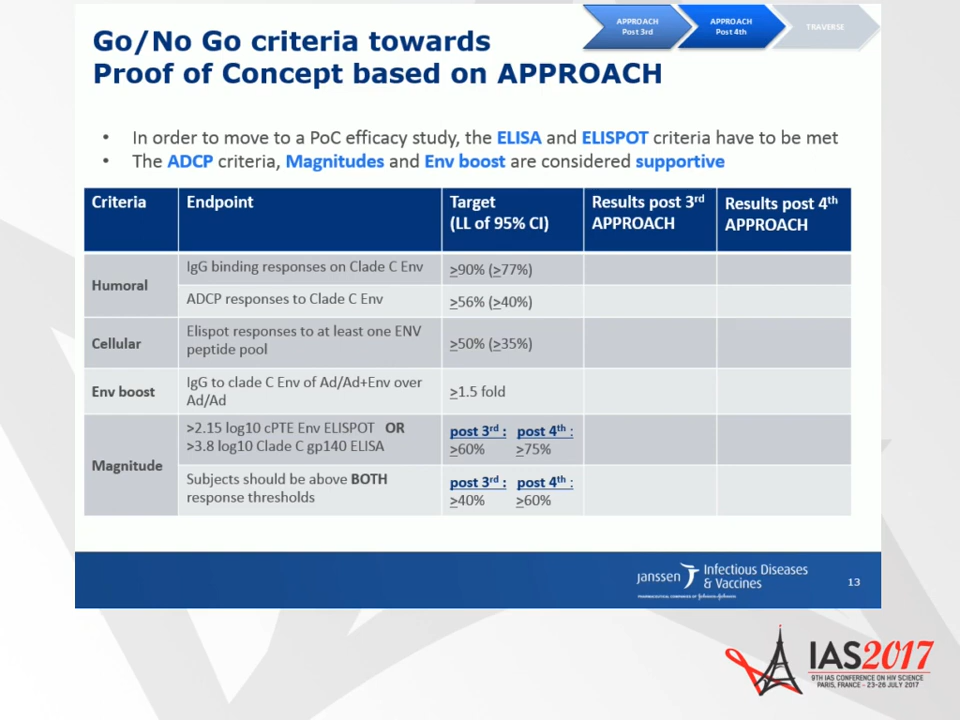 APPROACH
Post 3rd
APPROACH
Post 4th
TRAVERSE
Go/No Go criteria towards
Proof of Concept based on APPROACH
• In order to move to a PoC efficacy study, the ELISA and ELISPOT criteria have to be met
• The ADCP criteria, Magnitudes and Env boost are considered supportive
Criteria
Endpoint
Target
(LL of 95% CI)
Results post 3rd
APPROACH
Results post 4th
APPROACH
Humoral
IgG binding responses on Clade C Env
≥90% (≥77%)
ADCP responses to Clade C Env
≥56% (≥40%)
Cellular
Elispot responses to at least one ENV
peptide pool
≥50% (≥35%)
Env boost
IgG to clade C Env of Ad/Ad+Env over
Ad/Ad
≥1.5 fold
Magnitude
>2.15 log10 cPTE Env ELISPOT OR
>3.8 log10 Clade C gp140 ELISA
post 3rd : post 4th :
≥60% ≥75%
Subjects should be above BOTH
response thresholds
post 3rd : post 4th :
≥40% ≥60%
janssen Infectious Diseases
& Vaccines
PHARMACEUTICAL COMPANIES OF Johnson & Johnson
13
IAS2017
9TH IAS CONFERENCE ON HIV SCIENCE
PARIS, FRANCE - 23-26 JULY 2017